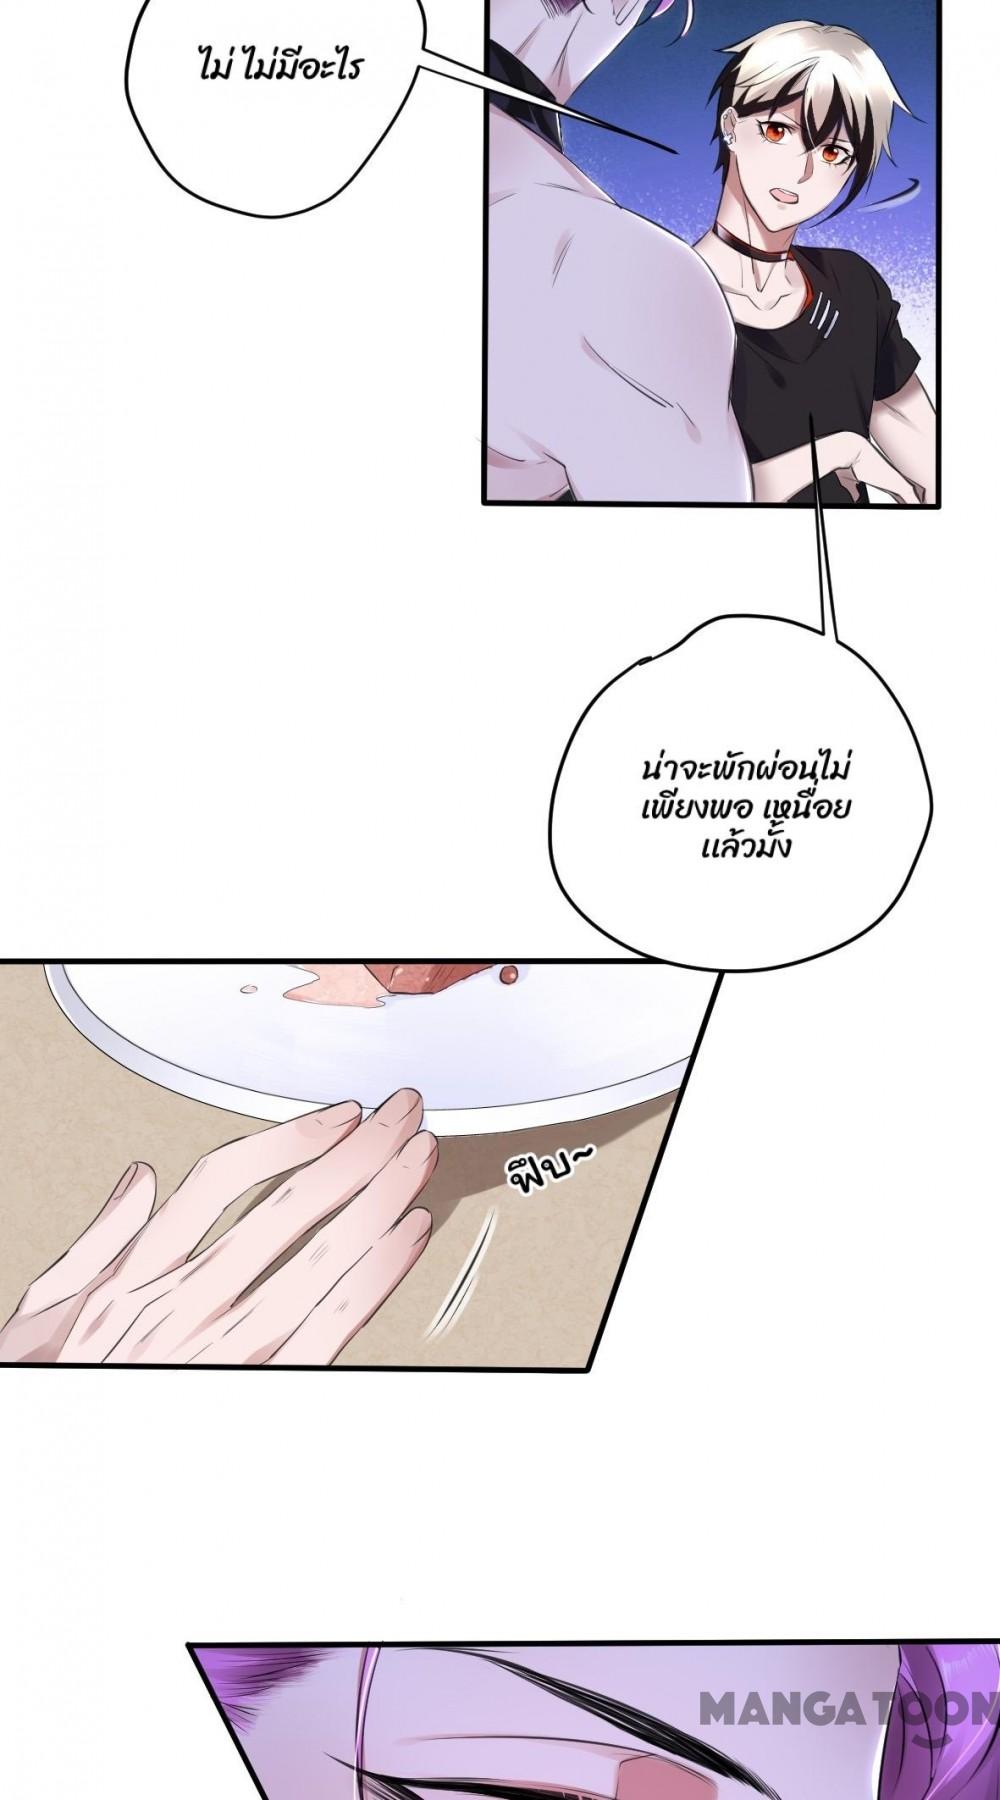 ไม่ ไม่มีอะไร
น่าจะพักผ่อนไม่
เพียงพอ เหนื่อย
แล้วมั้ง
ฟึบ~
MANGATOON